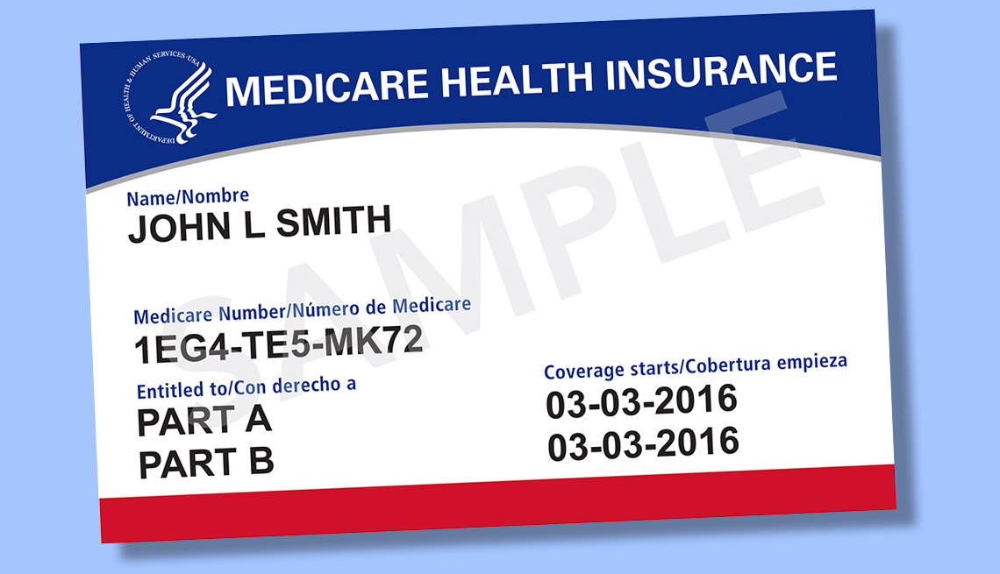 DEPARTMENT OF HEALTH & HUMAN SERVICES · USA
MEDICARE HEALTH INSURANCE
SAMPLE
Name/Nombre
JOHN L SMITH
Medicare Number/Número de Medicare
1EG4-TE5-MK72
Entitled to/Con derecho a
PART A
PART B
Coverage starts/Cobertura empieza
03-03-2016
03-03-2016